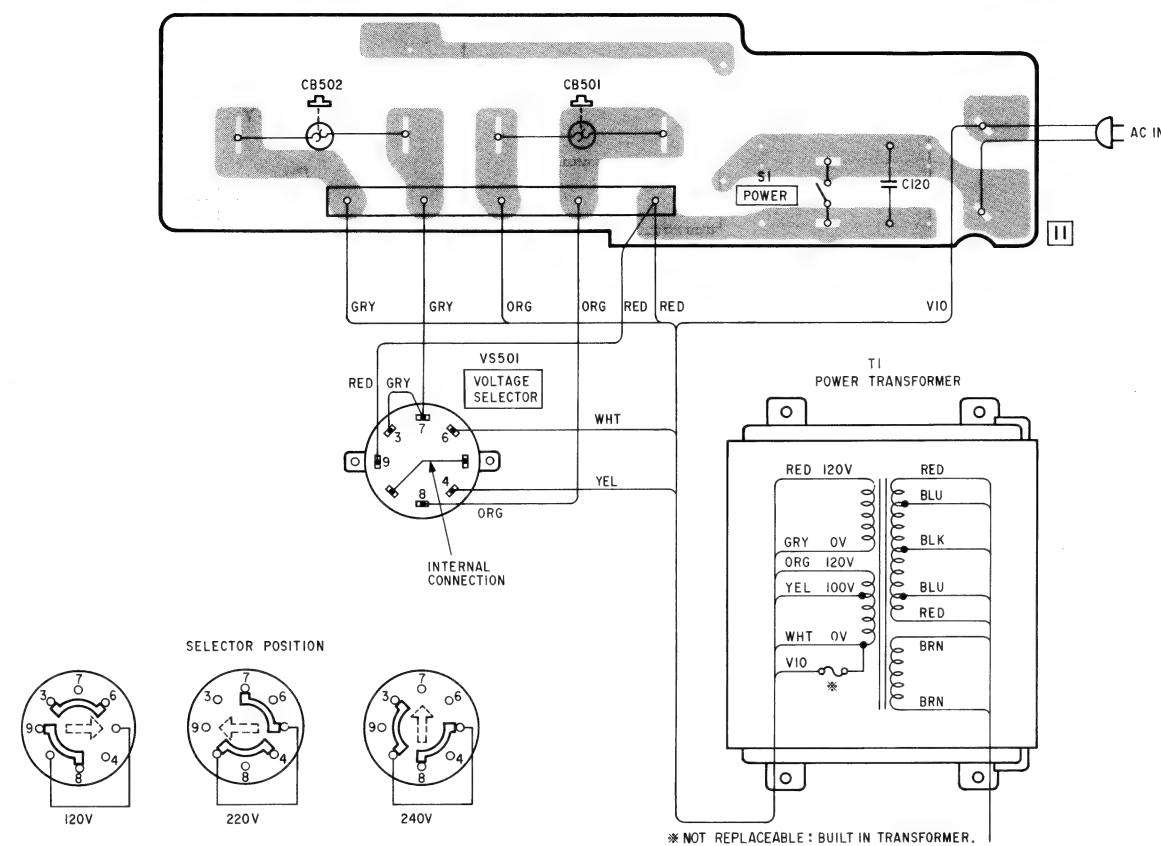 CB502
CB501
AC IN
S1
POWER
C120
11
GRY
GRY
ORG
ORG
RED
RED
VIO
VS501
VOLTAGE
SELECTOR
RED
GRY
3
7
6
9
4
8
WHT
YEL
ORG
INTERNAL
CONNECTION
T1
POWER TRANSFORMER
RED 120V
GRY 0V
ORG 120V
YEL 100V
WHT 0V
VIO
※
RED
BLU
BLK
BLU
RED
BRN
BRN
SELECTOR POSITION
3
7
6
9
4
8
120V
3
7
6
9
4
8
220V
3
7
6
9
4
8
240V
※ NOT REPLACEABLE : BUILT IN TRANSFORMER.